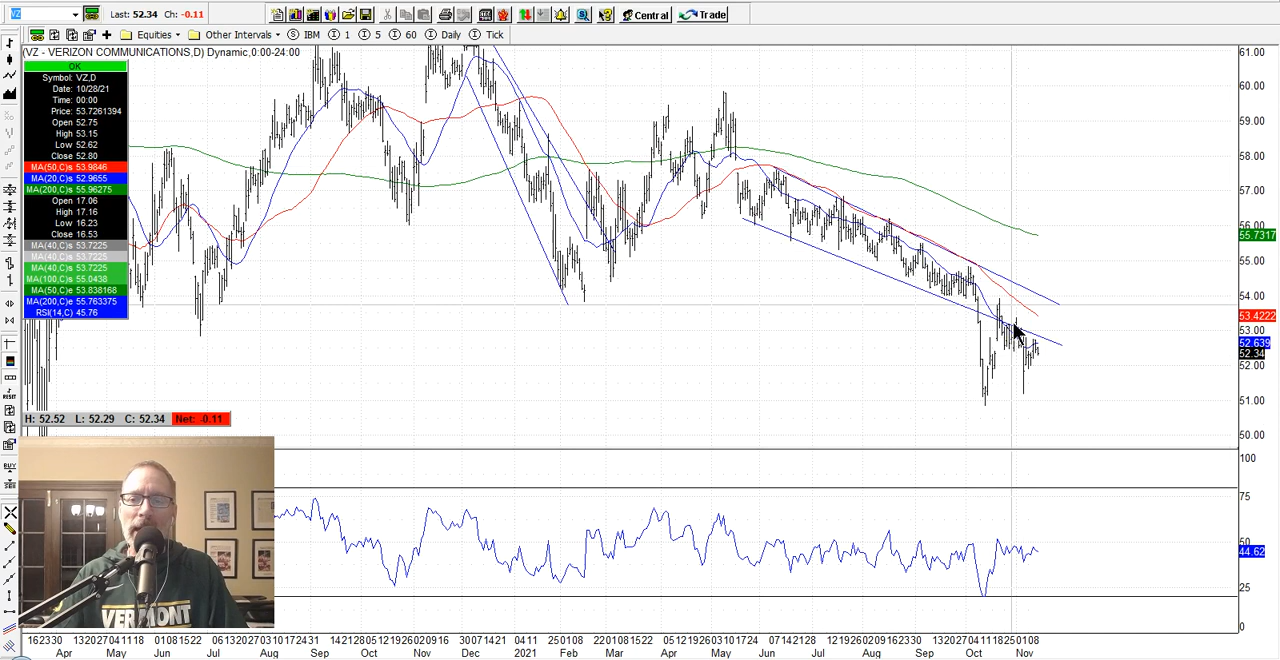 VZ
Last: 52.34 Ch: -0.11
Central
Trade
Equities
Other Intervals
IBM
1
5
60
Daily
Tick
(VZ - VERIZON COMMUNICATIONS,D) Dynamic,0:00-24:00
OK
Symbol: VZ,D
Date: 10/28/21
Time: 00:00
Price: 53.7261394
Open 52.75
High 53.15
Low 52.62
Close 52.80
MA(50,C)s 53.9846
MA(20,C)s 52.9655
MA(200,C)s 55.96275
Open 17.06
High 17.16
Low 16.23
Close 16.53
MA(40,C)s 53.7225
MA(40,C)s 53.7225
MA(40,C)s 53.7225
MA(100,C)s 55.0438
MA(50,C)e 53.838168
MA(200,C)e 55.763375
RSI(14,C) 45.76
61.00
60.00
59.00
58.00
57.00
56.00
55.7317
55.00
54.00
53.4222
53.00
52.639
52.34
52.00
51.00
50.00
H: 52.52 L: 52.29 C: 52.34 Net: -0.11
100
75
50
44.62
25
0
RESET
BUY
VERMONT
Apr May Jun Jul Aug Sep Oct Nov Dec 2021 Feb Mar Apr May Jun Jul Aug Sep Oct Nov